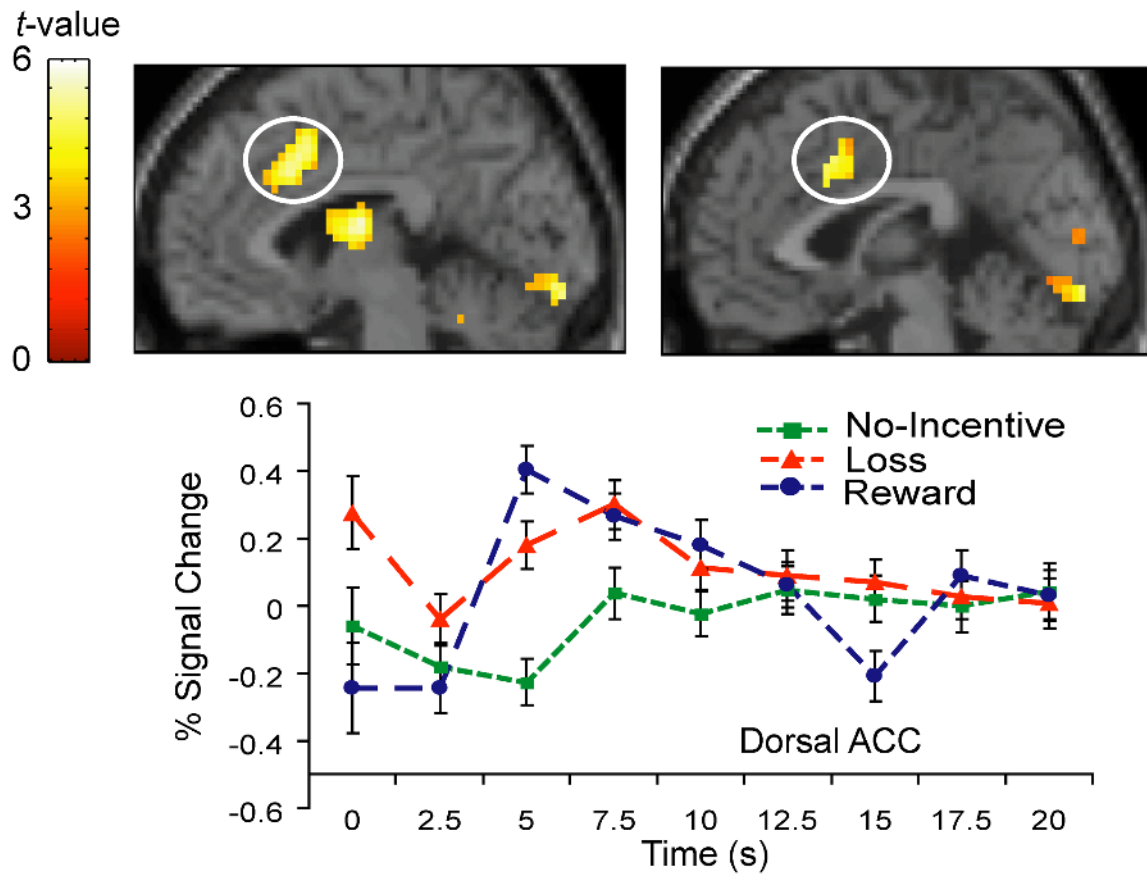 t-value
6
3
0
0.6
0.4
0.2
0
-0.2
-0.4
-0.6
% Signal Change
No-Incentive
Loss
Reward
Dorsal ACC
0 2.5 5 7.5 10 12.5 15 17.5 20
Time (s)